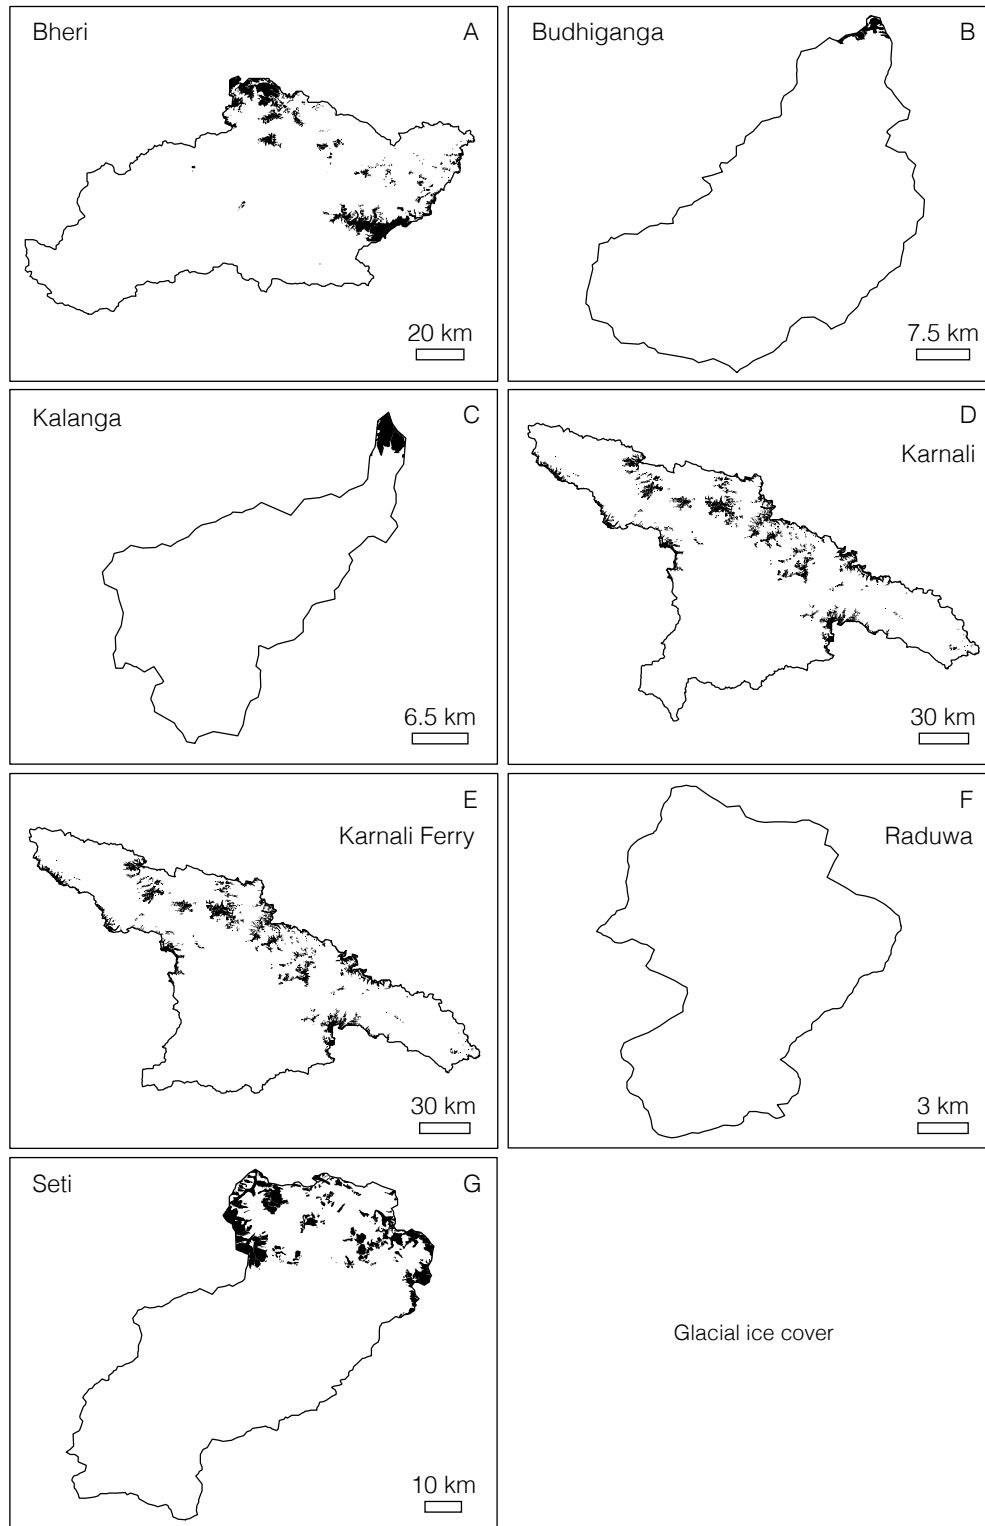 Bheri
A
20 km
Budhiganga
B
7.5 km
Kalanga
C
6.5 km
D
Karnali
30 km
E
Karnali Ferry
30 km
F
Raduwa
3 km
Seti
G
10 km
Glacial ice cover